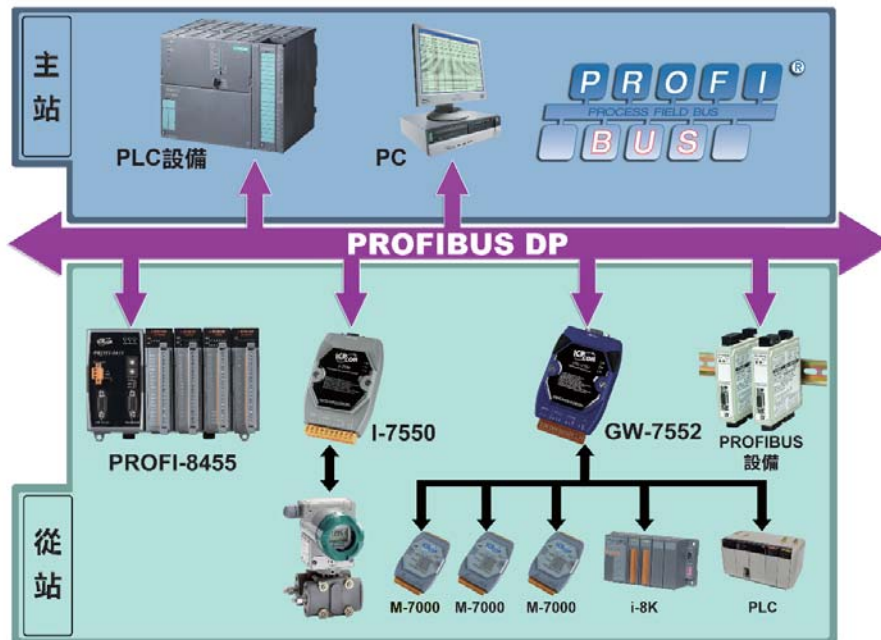 主站
PLC設備
PC
PROFI
®
PROCESS FIELD BUS
BUS
PROFIBUS DP
PROFI-8455
I-7550
GW-7552
PROFIBUS
設備
從站
M-7000
M-7000
M-7000
i-8K
PLC